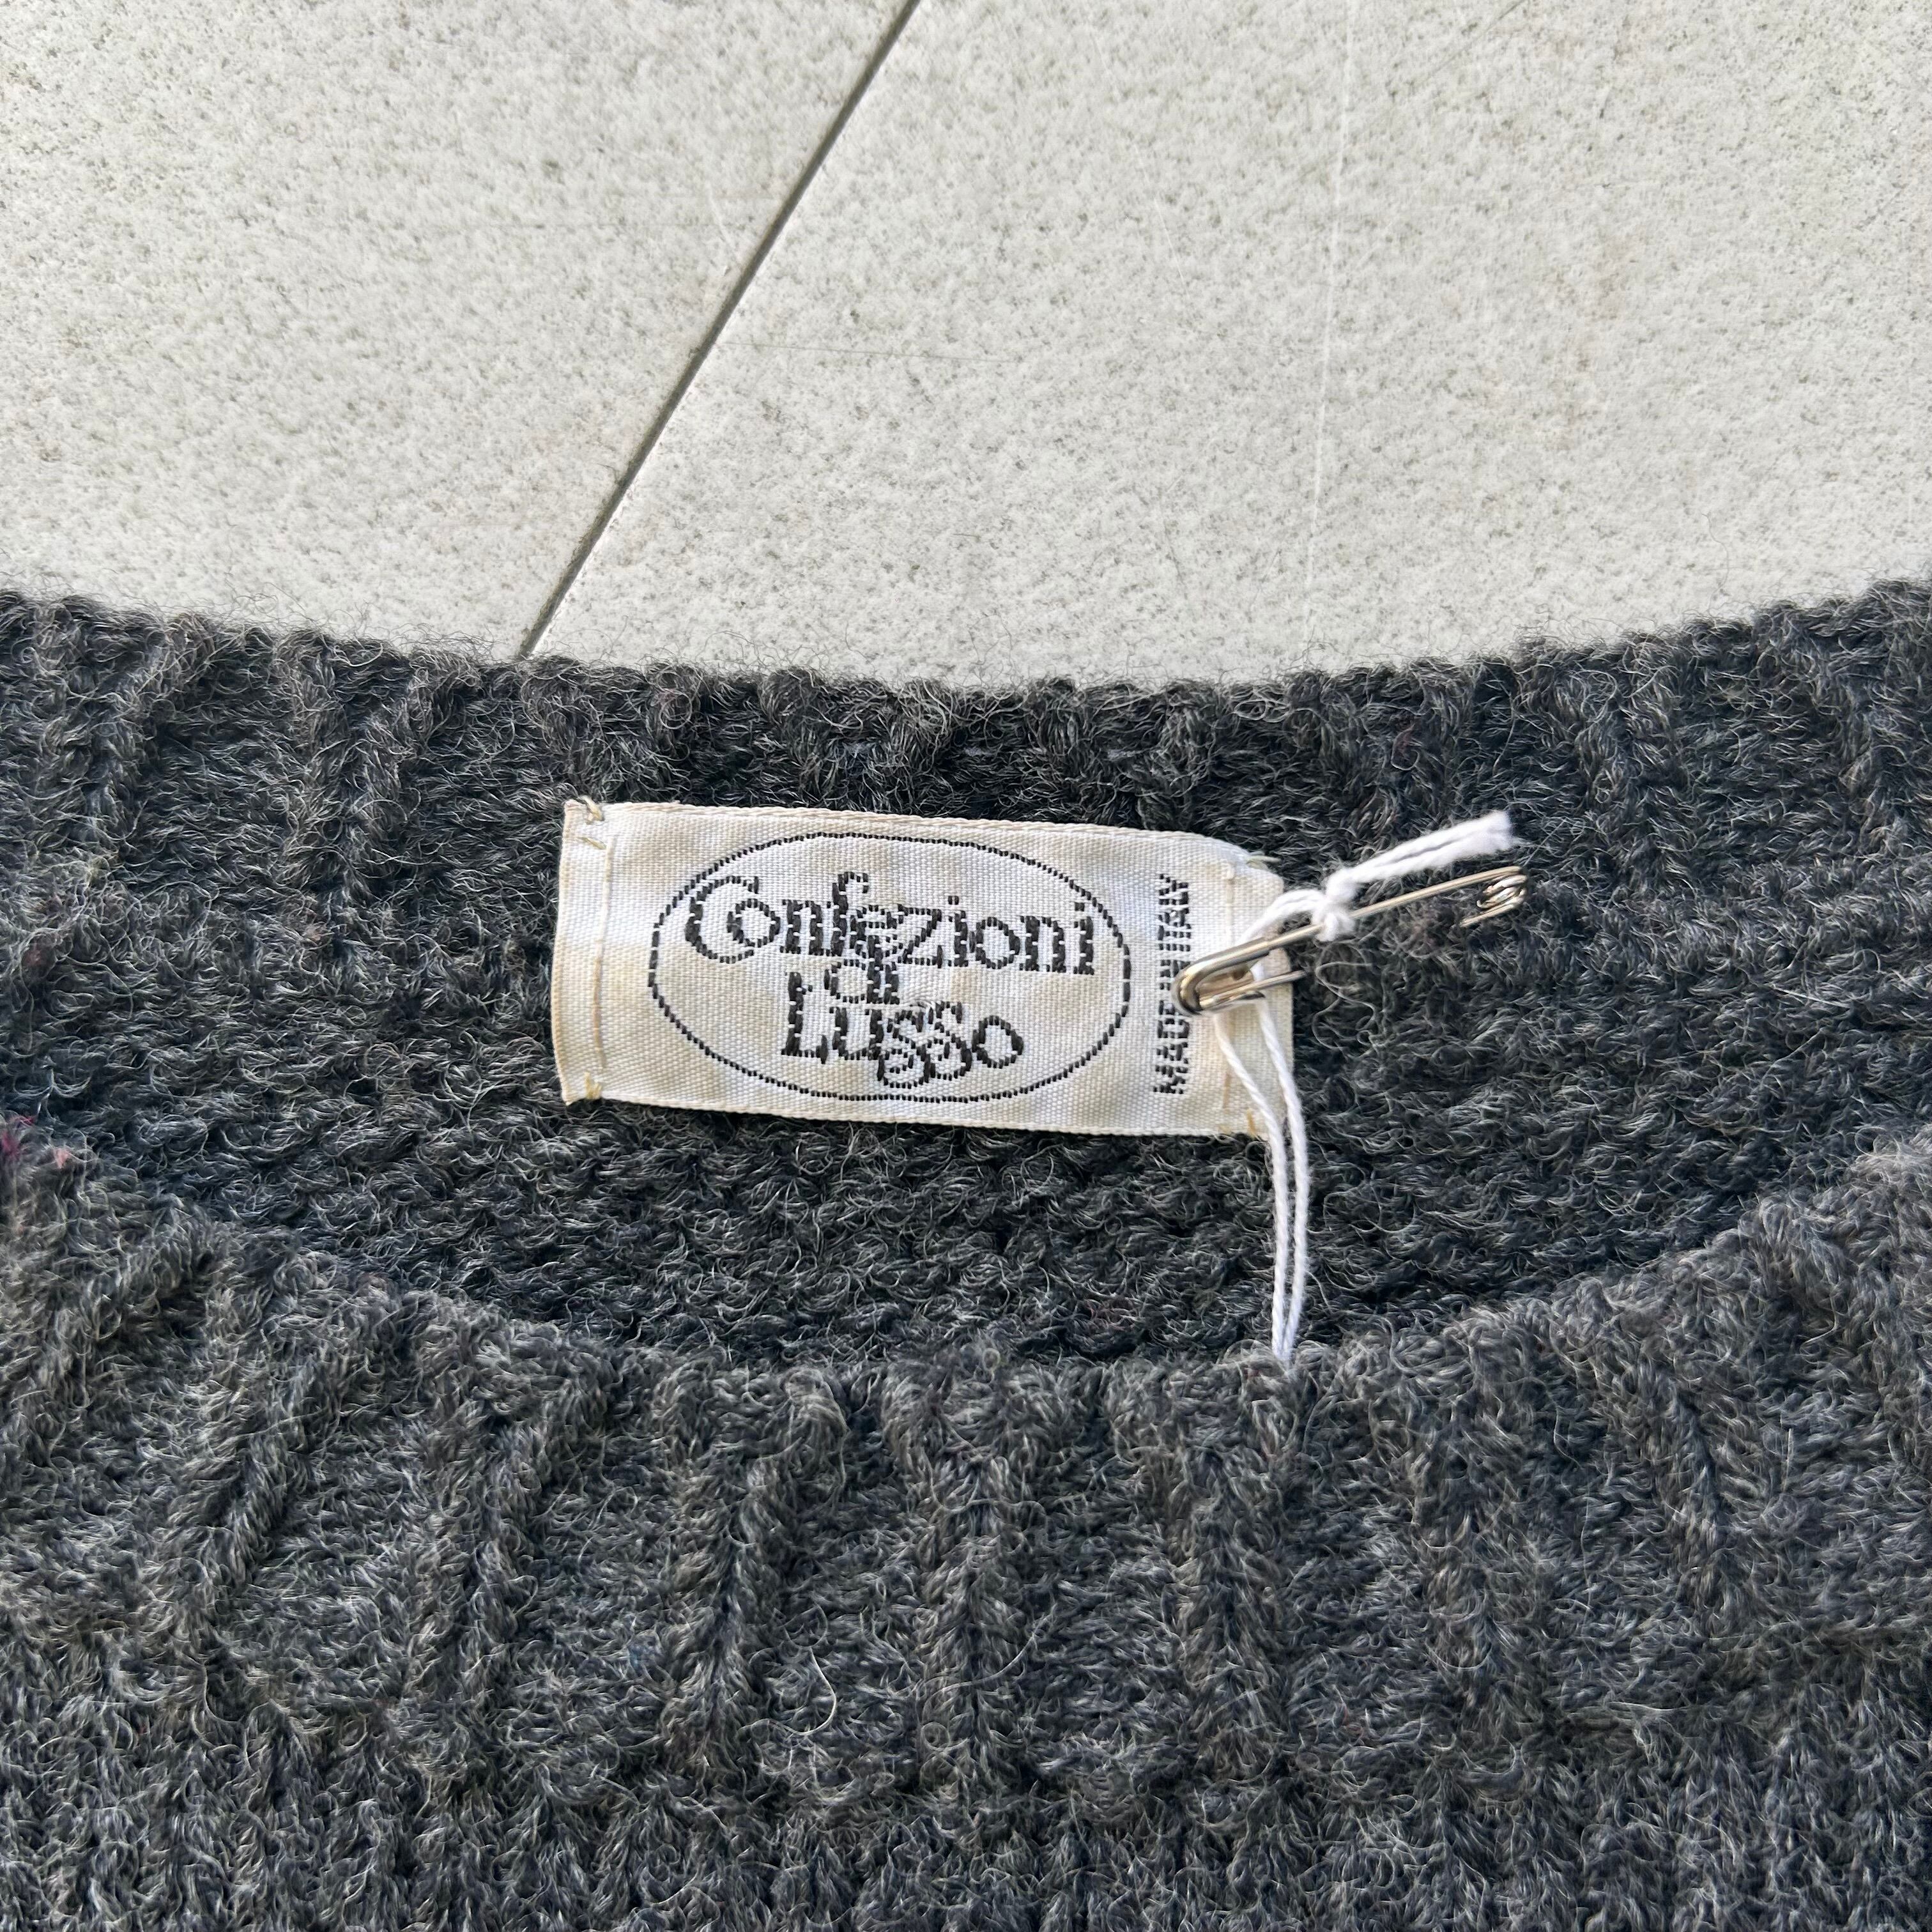 Confezioni
di
Lusso
MADE IN ITALY